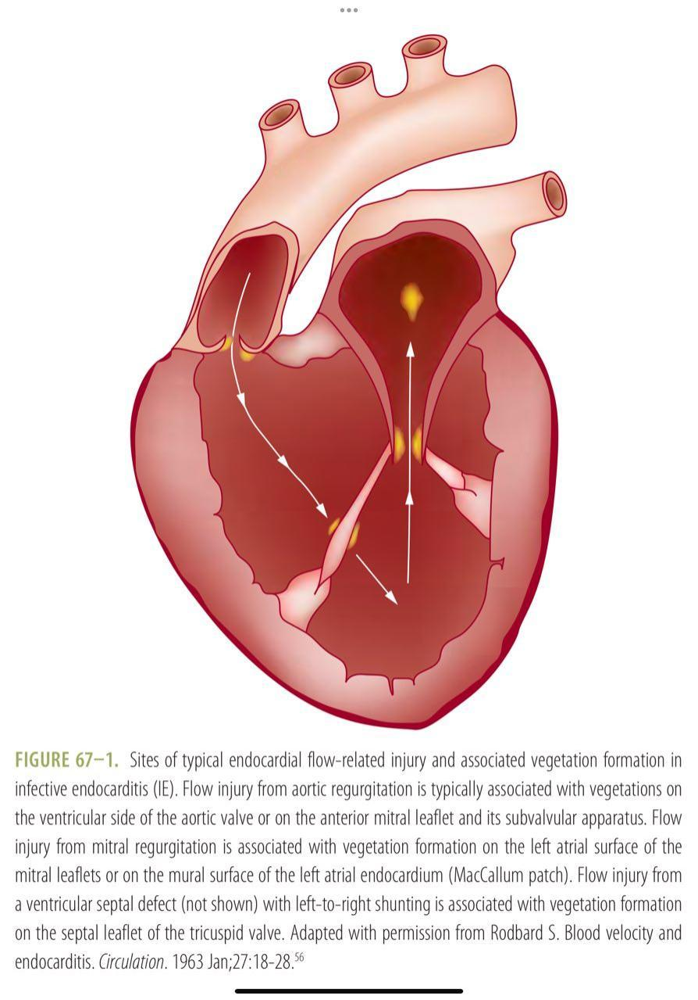 FIGURE 67–1. Sites of typical endocardial flow-related injury and associated vegetation formation in
infective endocarditis (IE). Flow injury from aortic regurgitation is typically associated with vegetations on
the ventricular side of the aortic valve or on the anterior mitral leaflet and its subvalvular apparatus. Flow
injury from mitral regurgitation is associated with vegetation formation on the left atrial surface of the
mitral leaflets or on the mural surface of the left atrial endocardium (MacCallum patch). Flow injury from
a ventricular septal defect (not shown) with left-to-right shunting is associated with vegetation formation
on the septal leaflet of the tricuspid valve. Adapted with permission from Rodbard S. Blood velocity and
endocarditis. Circulation. 1963 Jan;27:18-28.56